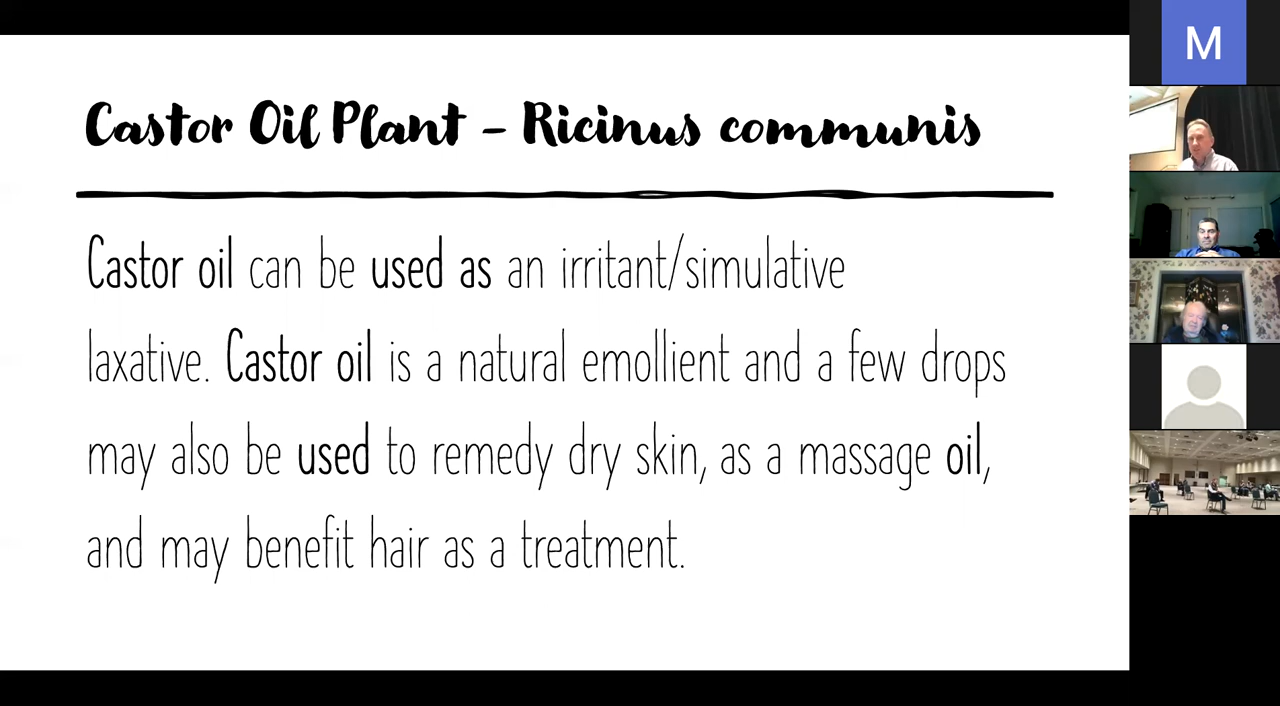 Castor Oil Plant - Ricinus communis
Castor oil can be used as an irritant/simulative
laxative. Castor oil is a natural emollient and a few drops
may also be used to remedy dry skin, as a massage oil,
and may benefit hair as a treatment.
M